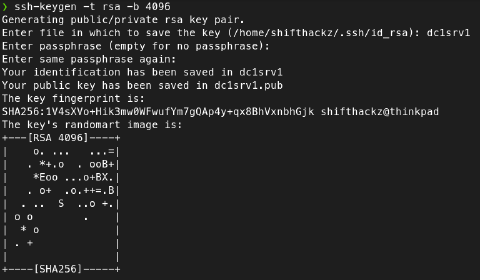 ❯ ssh-keygen -t rsa -b 4096
Generating public/private rsa key pair.
Enter file in which to save the key (/home/shifthackz/.ssh/id_rsa): dc1srv1
Enter passphrase (empty for no passphrase):
Enter same passphrase again:
Your identification has been saved in dc1srv1
Your public key has been saved in dc1srv1.pub
The key fingerprint is:
SHA256:1V4sXVo+Hik3mw0WFwufYm7gQAp4y+qx8BhVxnbhGjk shifthackz@thinkpad
The key's randomart image is:
+---[RSA 4096]----+
|    o. ...   ...=|
|   . *+.o  . ooB+|
|    *Eoo ...o+BX.|
|   . o+  .o.++=.B|
|  . ..  S  ..o +.|
| o o        .    |
|  * o            |
| . +             |
|                 |
+----[SHA256]-----+